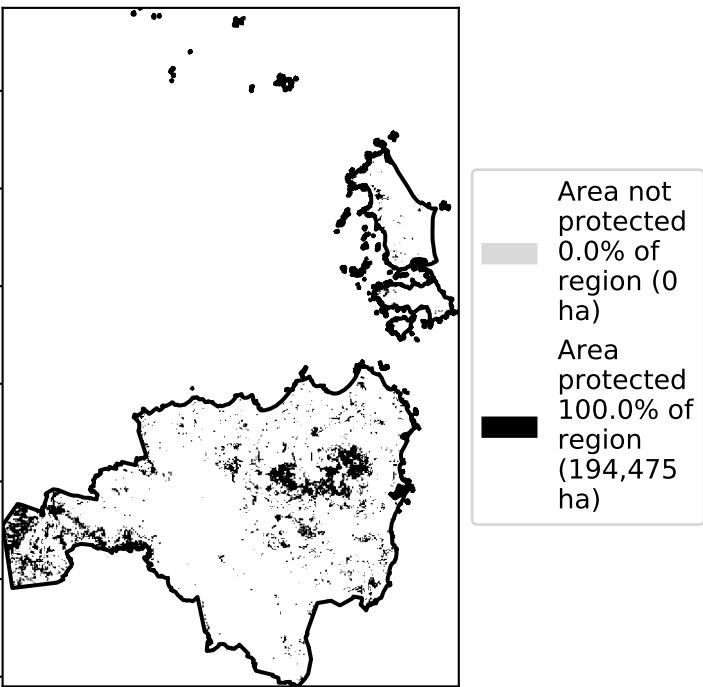 Area not
protected
0.0% of
region (0
ha)
Area
protected
100.0% of
region
(194,475
ha)